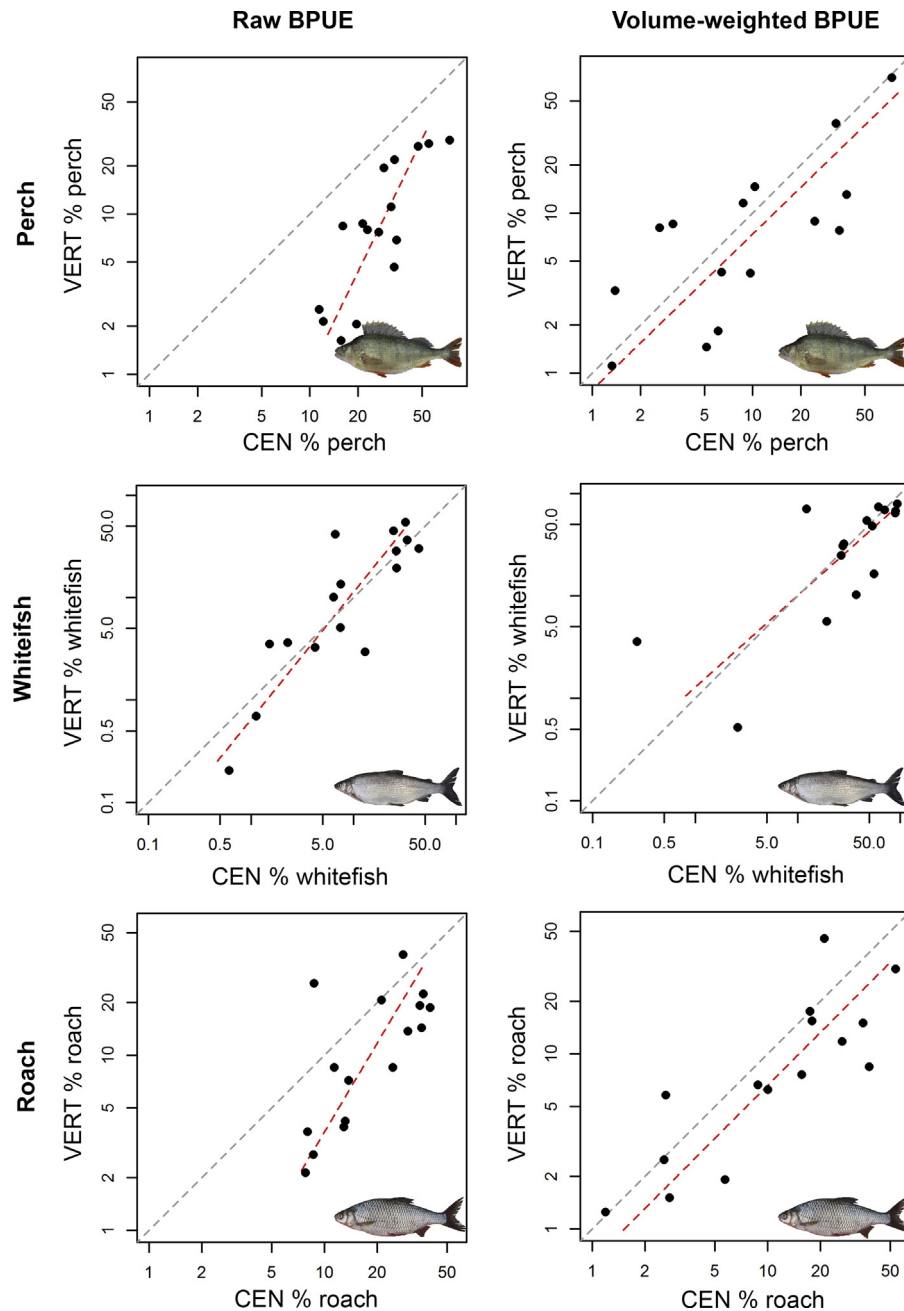 Raw BPUE
Volume-weighted BPUE
Perch
VERT % perch
50
20
10
5
2
1
1 2 5 10 20 50
CEN % perch
VERT % perch
50
20
10
5
2
1
1 2 5 10 20 50
CEN % perch
Whiteifsh
VERT % whitefish
50.0
5.0
0.5
0.1
0.1 0.5 5.0 50.0
CEN % whitefish
VERT % whitefish
50.0
5.0
0.5
0.1
0.1 5.0 50.0
CEN % whitefish
Roach
VERT % roach
50
20
10
5
2
1
1 2 5 10 20 50
CEN % roach
VERT % roach
50
20
10
5
2
1
1 2 5 10 20 50
CEN % roach